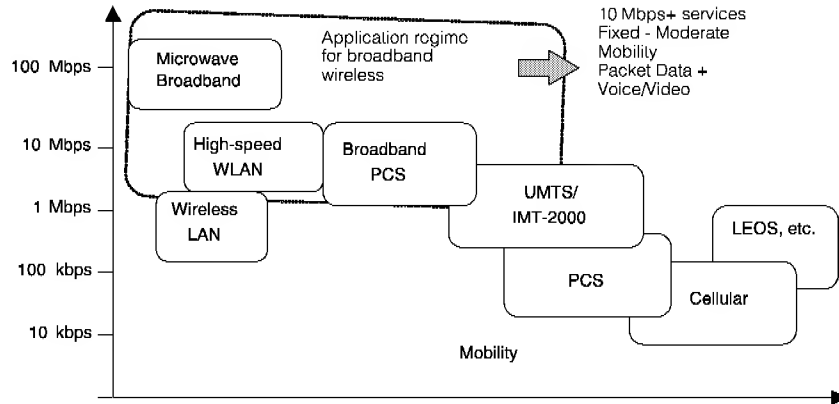 10 Mbps+ services
Fixed - Moderate
Mobility
Packet Data +
Voice/Video
Application rogimo
for broadband
wireless
100 Mbps
Microwave
Broadband
10 Mbps
High-speed
WLAN
Broadband
PCS
1 Mbps
Wireless
LAN
UMTS/
IMT-2000
LEOS, etc.
100 kbps
PCS
Cellular
10 kbps
Mobility